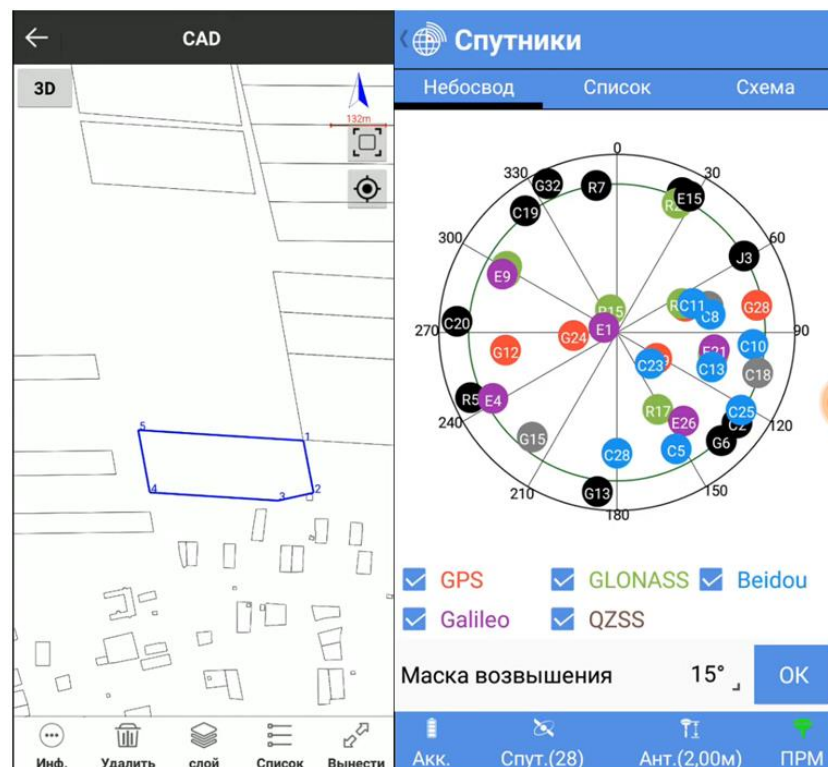 CAD
3D
132m
5
1
4
3
2
Инф.
Удалить
слой
Список
Вынести
Спутники
Небосвод
Список
Схема
0
330
30
G32
R7
E15
C19
300
60
J3
E9
R15
C11
C8
G28
E1
C20
270
G24
90
C10
G12
E21
C13
C23
C18
R5
E4
R17
C25
240
E26
C2
120
G15
G6
C28
C5
210
G13
150
180
GPS
GLONASS
Beidou
Galileo
QZSS
Маска возвышения
15°
OK
Акк.
Спут.(28)
Ант.(2,00м)
ПРМ